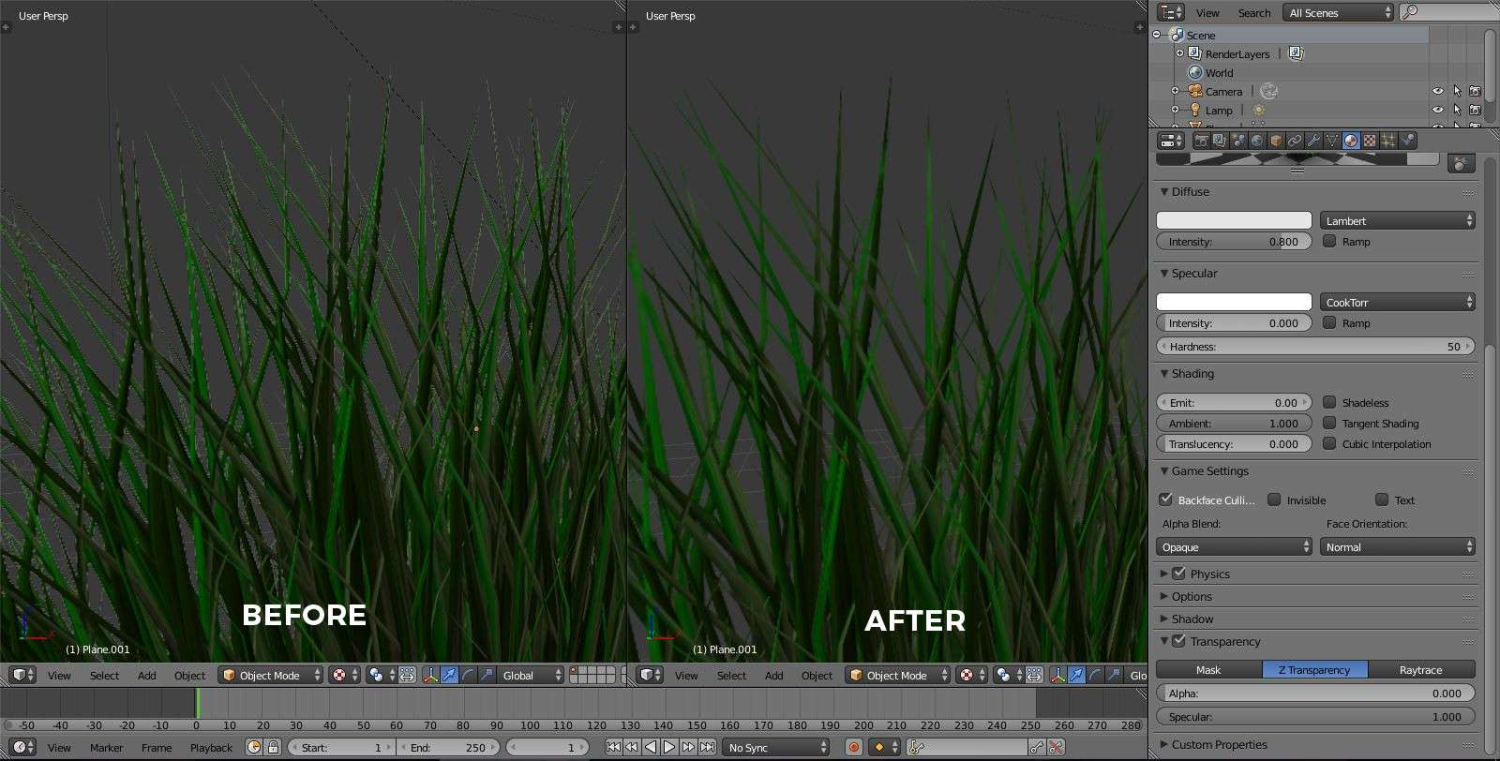 User Persp
BEFORE
(1) Plane.001
View Select Add Object Object Mode Global
User Persp
AFTER
(1) Plane.001
View Select Add Object Object Mode Glo
-50 -40 -30 -20 -10 0 10 20 30 40 50 60 70 80 90 100 110 120 130 140 150 160 170 180 190 200 210 220 230 240 250 260 270 280
View Marker Frame Playback Start: 1 End: 250 1 No Sync
View Search All Scenes
Scene
RenderLayers
World
Camera
Lamp
Diffuse
Lambert
Intensity: 0.800 Ramp
Specular
CookTorr
Intensity: 0.000 Ramp
Hardness: 50
Shading
Emit: 0.00 Shadeless
Ambient: 1.000 Tangent Shading
Translucency: 0.000 Cubic Interpolation
Game Settings
Backface Culli... Invisible Text
Alpha Blend: Face Orientation:
Opaque Normal
Physics
Options
Shadow
Transparency
Mask Z Transparency Raytrace
Alpha: 0.000
Specular: 1.000
Custom Properties